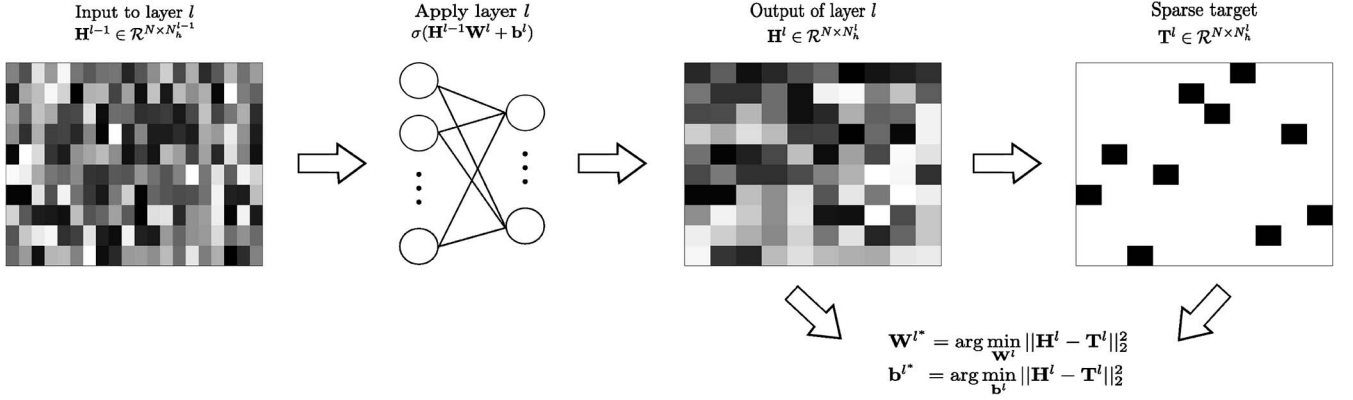 Input to layer l
H^{l−1} ∈ R^{N×N_h^{l−1}}
Apply layer l
σ(H^{l−1}W^l + b^l)
Output of layer l
H^l ∈ R^{N×N_h^l}
Sparse target
T^l ∈ R^{N×N_h^l}
W^{l*} = arg min_{W^l} ||H^l − T^l||_2^2
b^{l*} = arg min_{b^l} ||H^l − T^l||_2^2